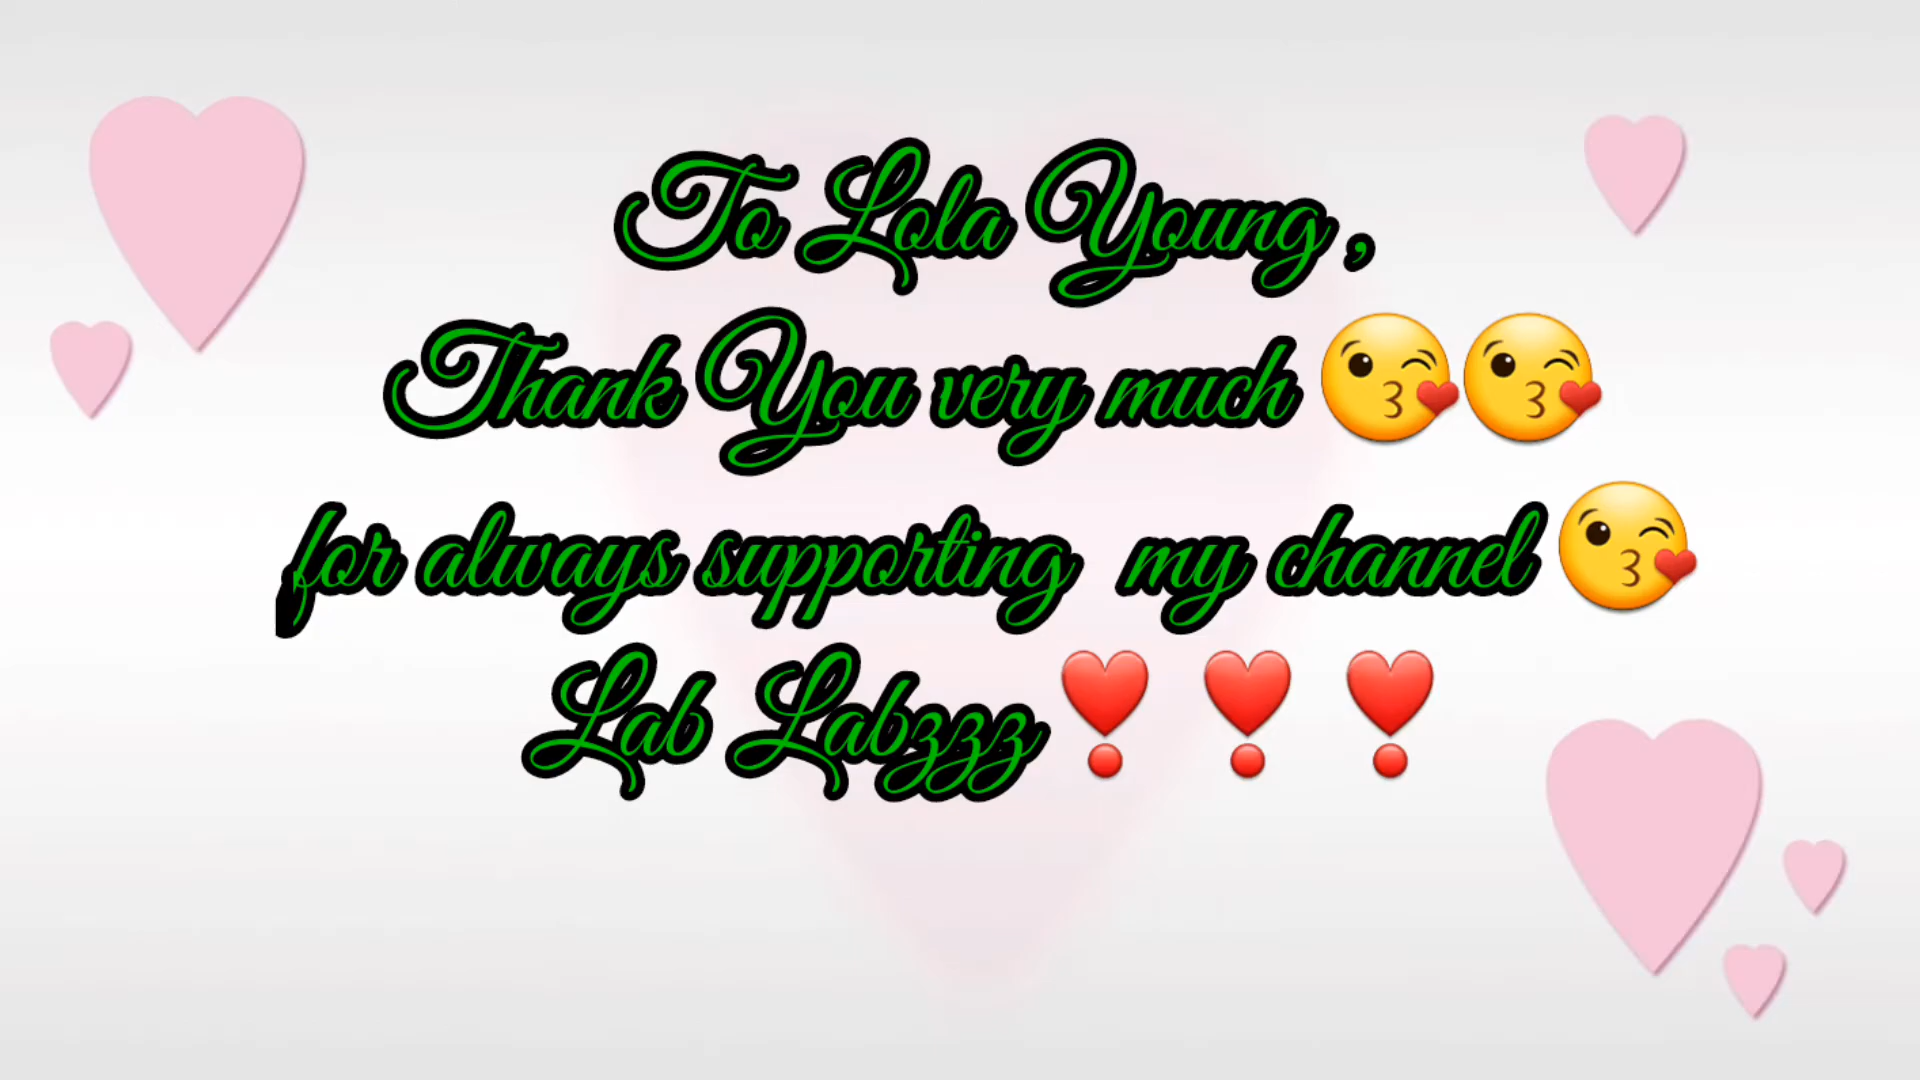 To Lola Young ,
Thank You very much 😘😘
for always supporting my channel 😘
Lab Labzzz❣️❣️❣️